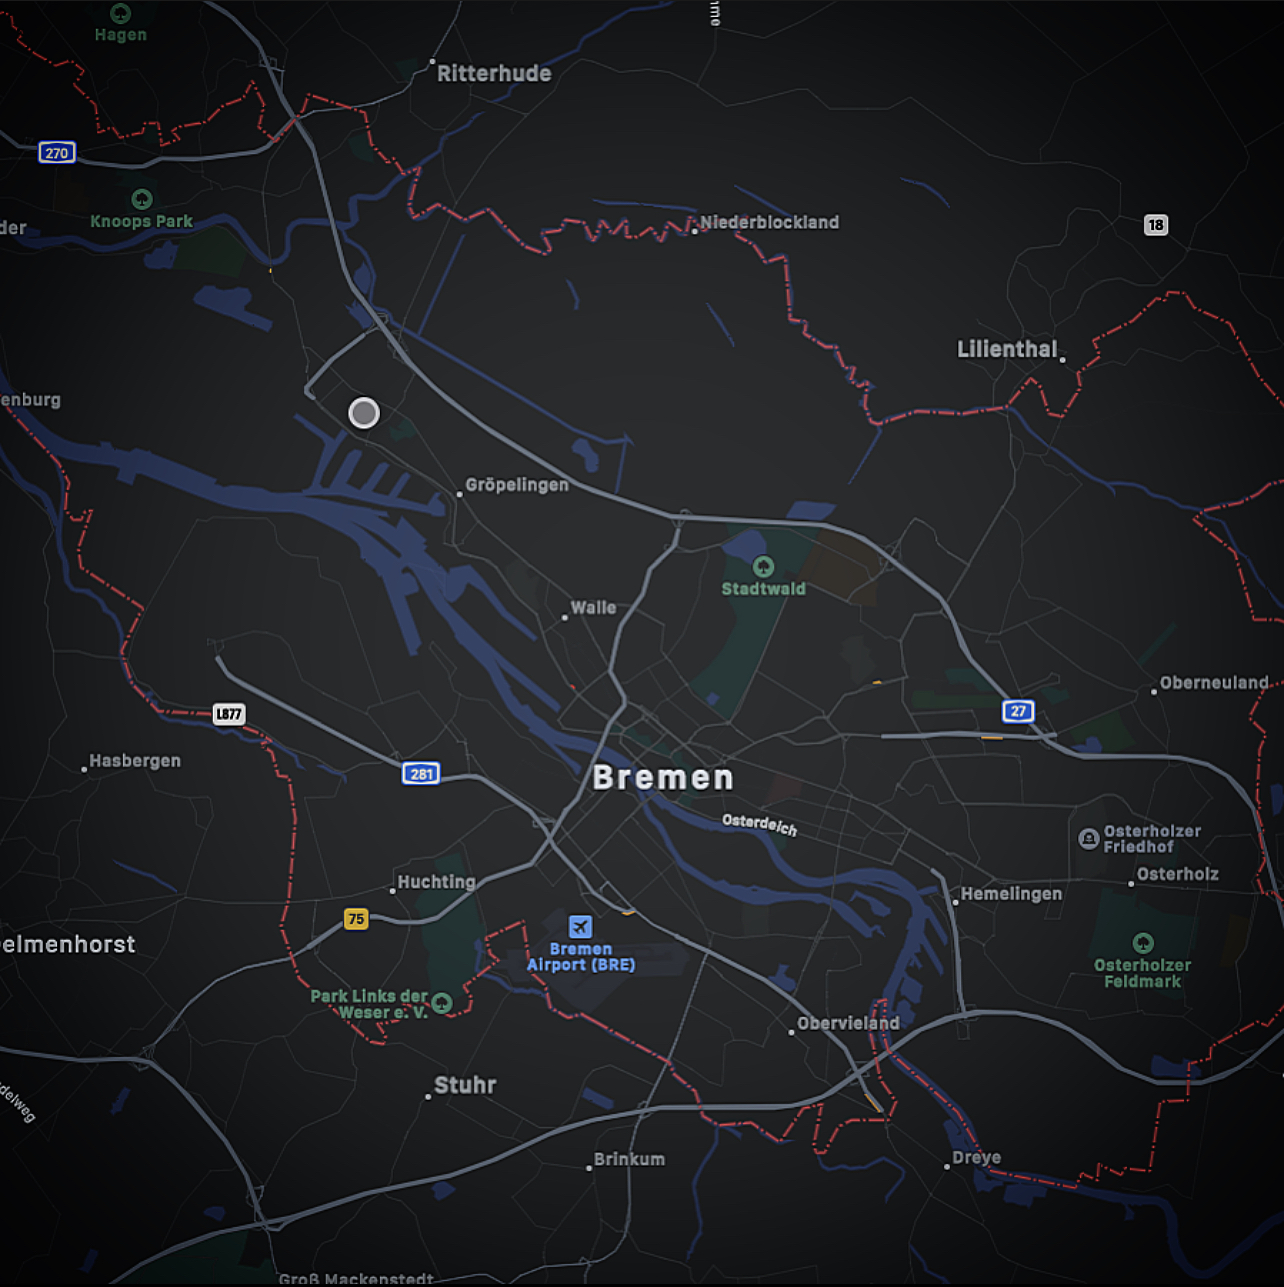 Hagen
Ritterhude
270
Knoops Park
Niederblockland
18
Lilienthal
enburg
Gröpelingen
Stadtwald
Walle
Oberneuland
L877
27
Hasbergen
281
Bremen
Osterdeich
Osterholzer
Friedhof
Osterholz
Huchting
Hemelingen
75
elmenhorst
Bremen
Airport (BRE)
Osterholzer
Feldmark
Park Links der
Weser e. V.
Obervieland
Stuhr
delweg
Brinkum
Dreye
Groß Mackenstedt